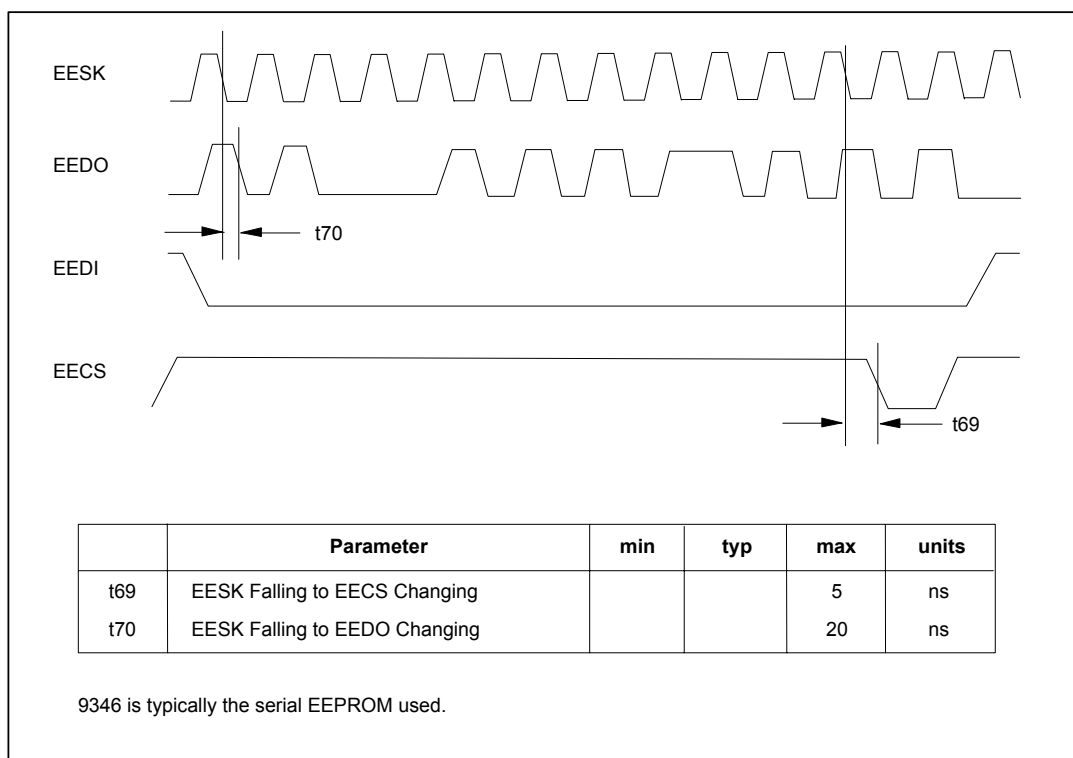 EESK
EEDO
t70
EEDI
EECS
t69
Parameter min typ max units
t69 EESK Falling to EECS Changing 5 ns
t70 EESK Falling to EEDO Changing 20 ns
9346 is typically the serial EEPROM used.